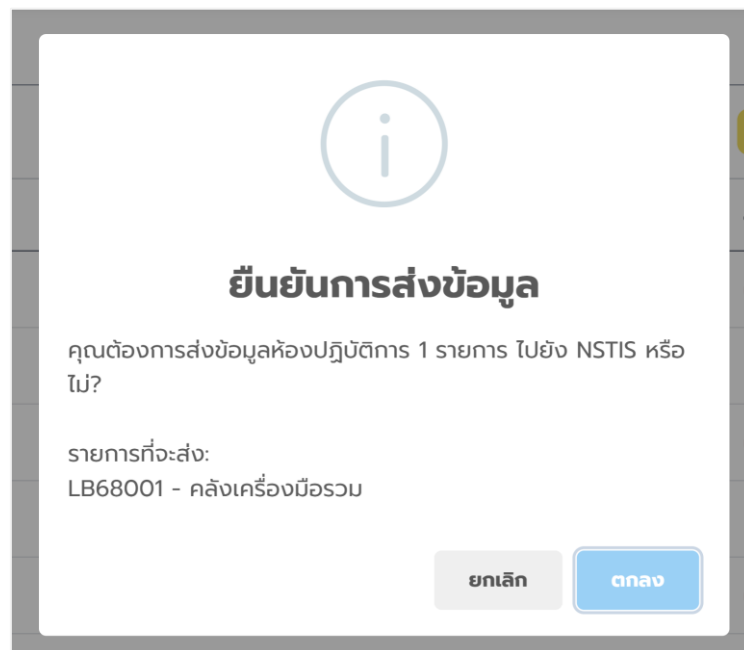 ยืนยันการส่งข้อมูล
คุณต้องการส่งข้อมูลห้องปฏิบัติการ 1 รายการ ไปยัง NSTIS หรือ
ไม่?
รายการที่จะส่ง:
LB68001 - คลังเครื่องมือรวม
ยกเลิก
ตกลง